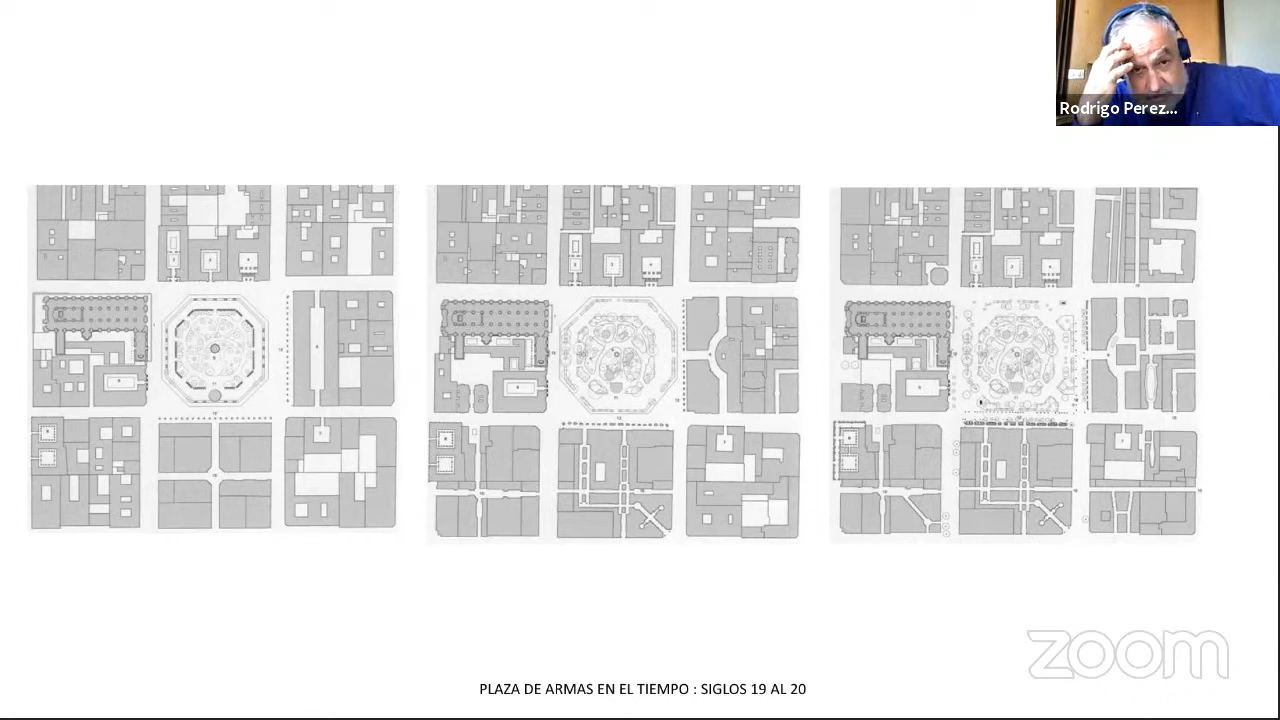 Rodrigo Perez...
zoom
PLAZA DE ARMAS EN EL TIEMPO : SIGLOS 19 AL 20